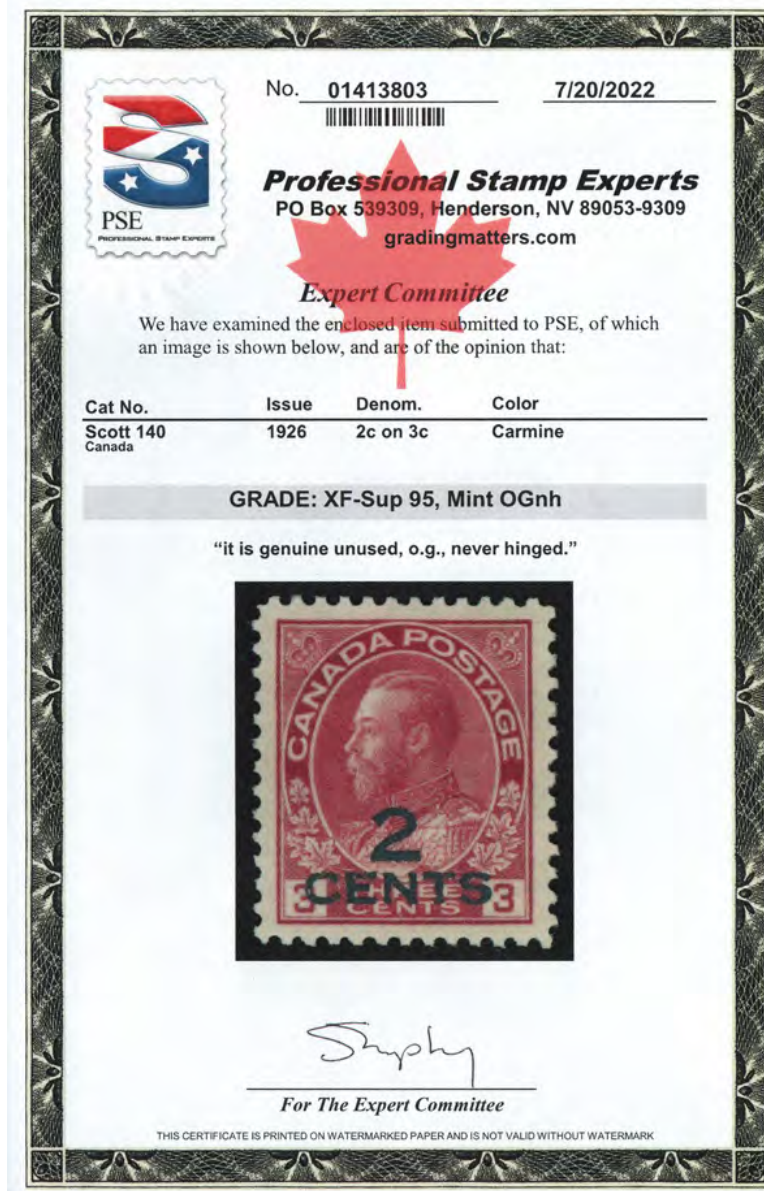 No. 01413803 7/20/2022
PSE
PROFESSIONAL STAMP EXPERTS
Professional Stamp Experts
PO Box 539309, Henderson, NV 89053-9309
gradingmatters.com
Expert Committee
We have examined the enclosed item submitted to PSE, of which
an image is shown below, and are of the opinion that:
Cat No. Issue Denom. Color
Scott 140 1926 2c on 3c Carmine
Canada
GRADE: XF-Sup 95, Mint OGnh
“it is genuine unused, o.g., never hinged.”
CANADA POSTAGE
2
CENTS
3 THREE 3
CENTS
For The Expert Committee
THIS CERTIFICATE IS PRINTED ON WATERMARKED PAPER AND IS NOT VALID WITHOUT WATERMARK